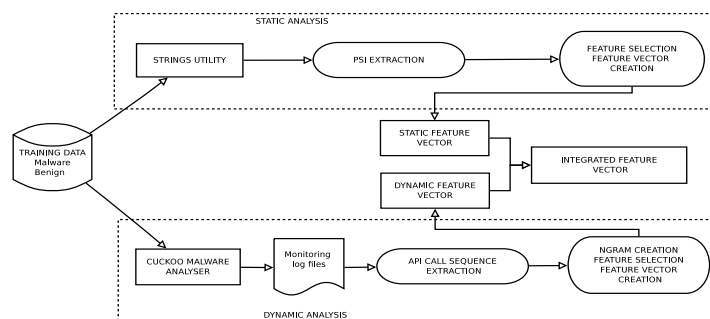 STATIC ANALYSIS
STRINGS UTILITY
PSI EXTRACTION
FEATURE SELECTION
FEATURE VECTOR
CREATION
TRAINING DATA
Malware
Benign
STATIC FEATURE
VECTOR
INTEGRATED FEATURE
VECTOR
DYNAMIC FEATURE
VECTOR
CUCKOO MALWARE
ANALYSER
Monitoring
log files
API CALL SEQUENCE
EXTRACTION
NGRAM CREATION
FEATURE SELECTION
FEATURE VECTOR
CREATION
DYNAMIC ANALYSIS